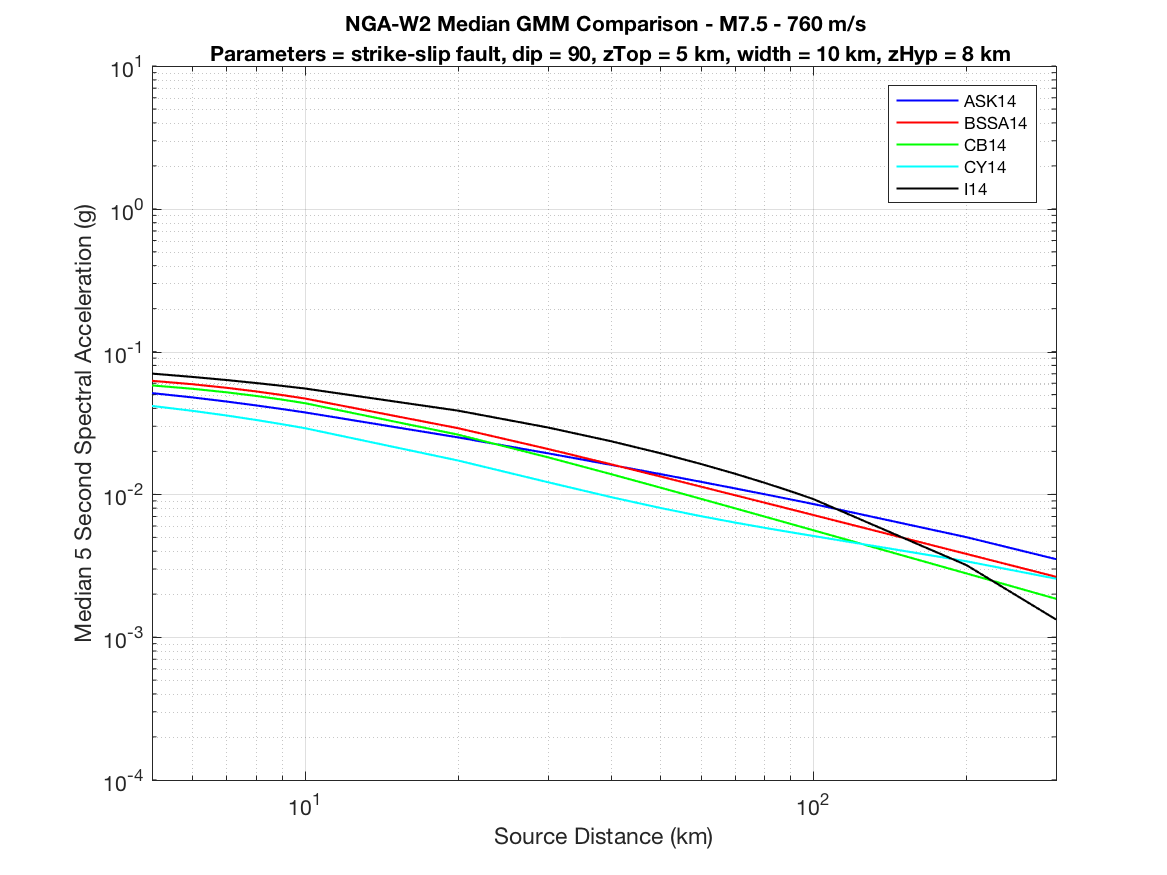 NGA-W2 Median GMM Comparison - M7.5 - 760 m/s
Parameters = strike-slip fault, dip = 90, zTop = 5 km, width = 10 km, zHyp = 8 km
ASK14
BSSA14
CB14
CY14
I14
Median 5 Second Spectral Acceleration (g)
10^1
10^0
10^-1
10^-2
10^-3
10^-4
10^1
10^2
Source Distance (km)